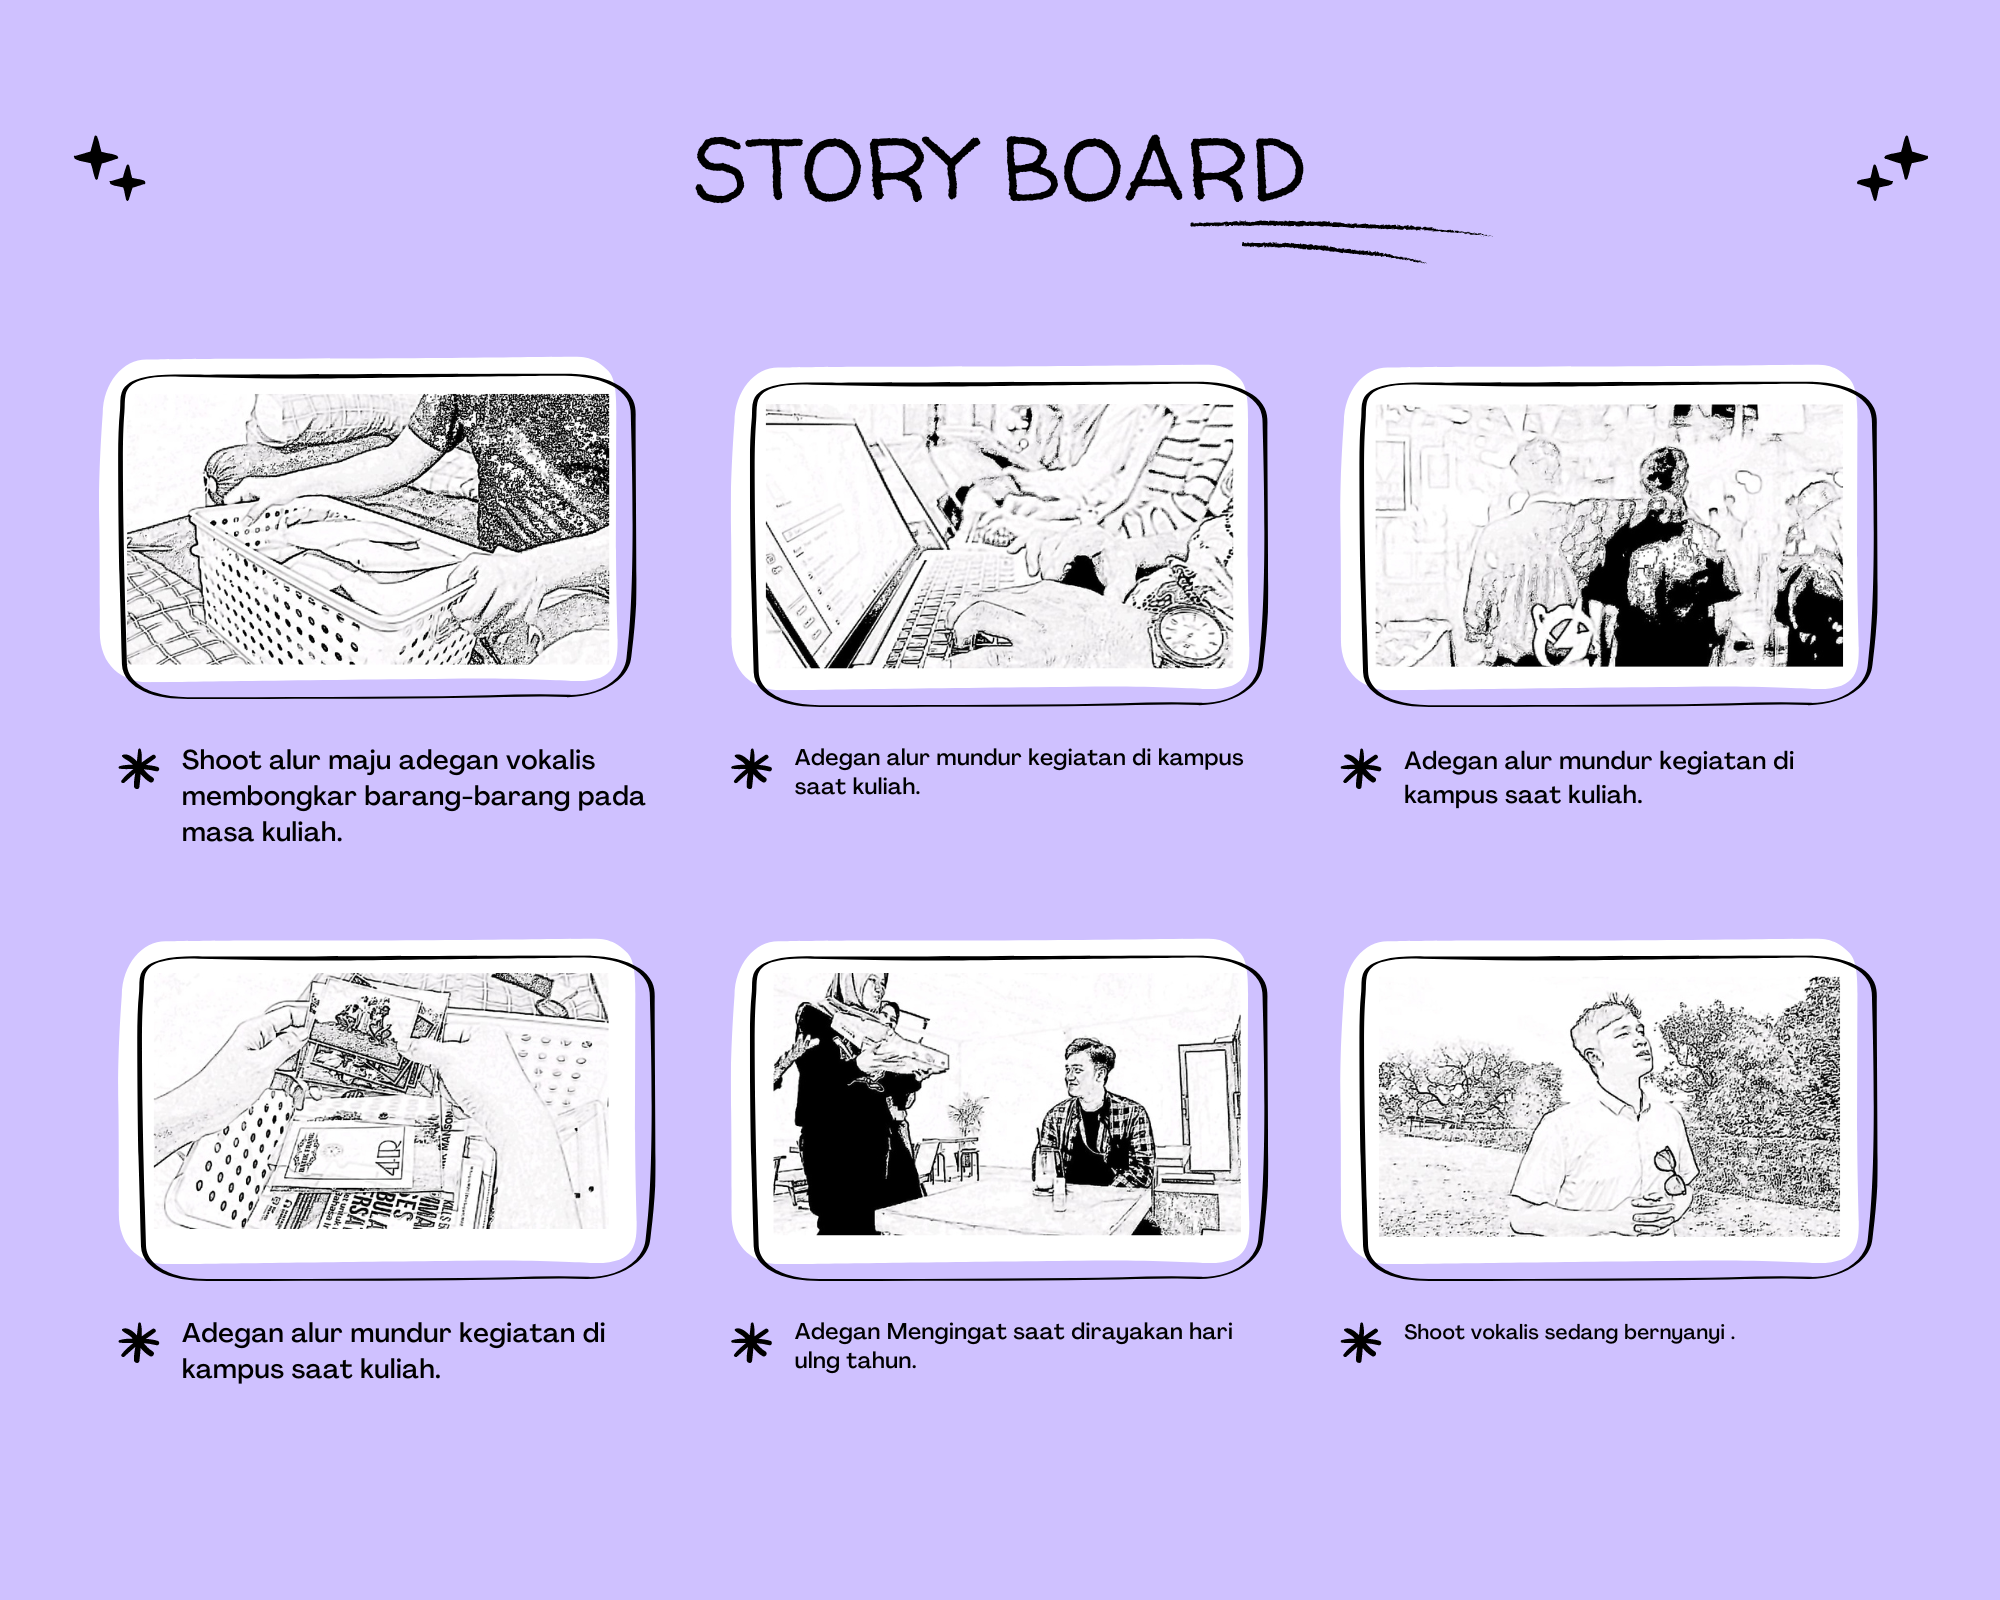 STORY BOARD
Shoot alur maju adegan vokalis
membongkar barang-barang pada
masa kuliah.
Adegan alur mundur kegiatan di kampus
saat kuliah.
Adegan alur mundur kegiatan di
kampus saat kuliah.
4R
Adegan alur mundur kegiatan di
kampus saat kuliah.
Adegan Mengingat saat dirayakan hari
ulng tahun.
Shoot vokalis sedang bernyanyi .